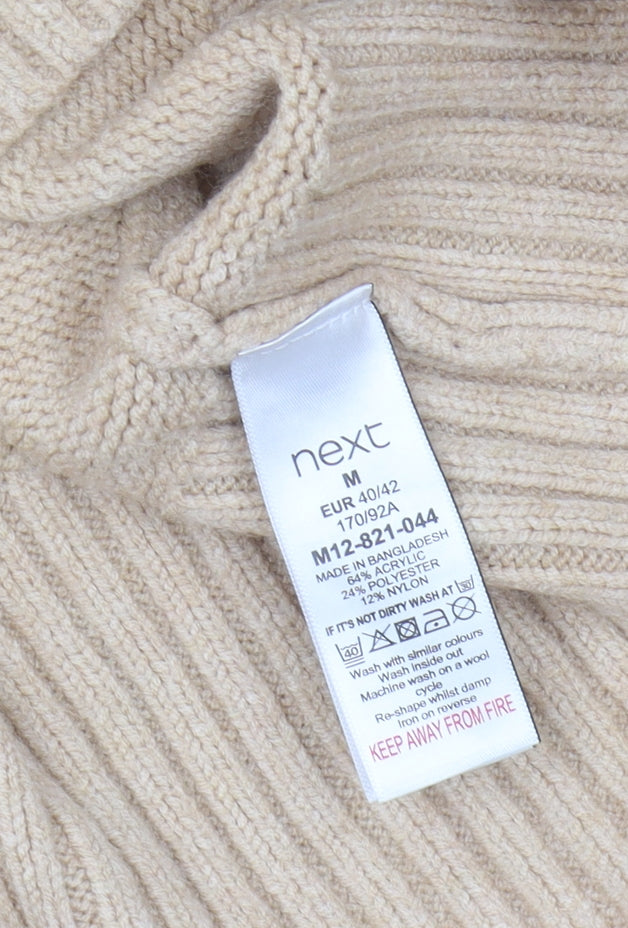 next
M
EUR 40/42
170/92A
M12-821-044
MADE IN BANGLADESH
64% ACRYLIC
24% POLYESTER
12% NYLON
IF IT'S NOT DIRTY WASH AT 30
40
Wash with similar colours
Wash inside out
Machine wash on a wool
cycle
Re-shape whilst damp
Iron on reverse
KEEP AWAY FROM FIRE